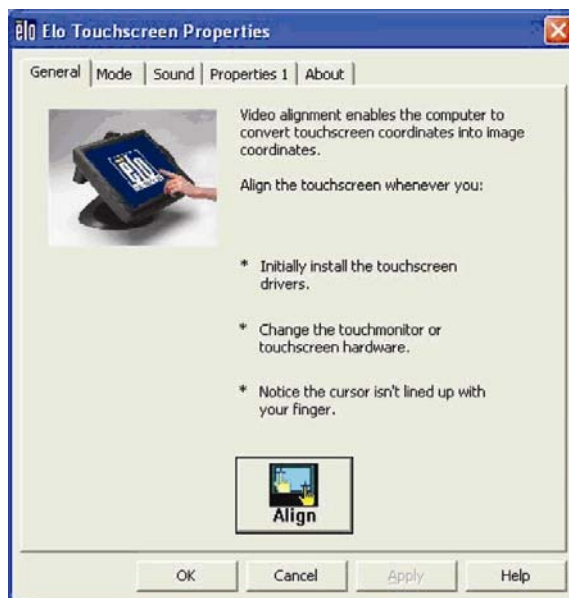 elo Elo Touchscreen Properties
General Mode Sound Properties 1 About
Video alignment enables the computer to
convert touchscreen coordinates into image
coordinates.
Align the touchscreen whenever you:
elo
* Initially install the touchscreen
drivers.
* Change the touchmonitor or
touchscreen hardware.
* Notice the cursor isn't lined up with
your finger.
Align
OK Cancel Apply Help